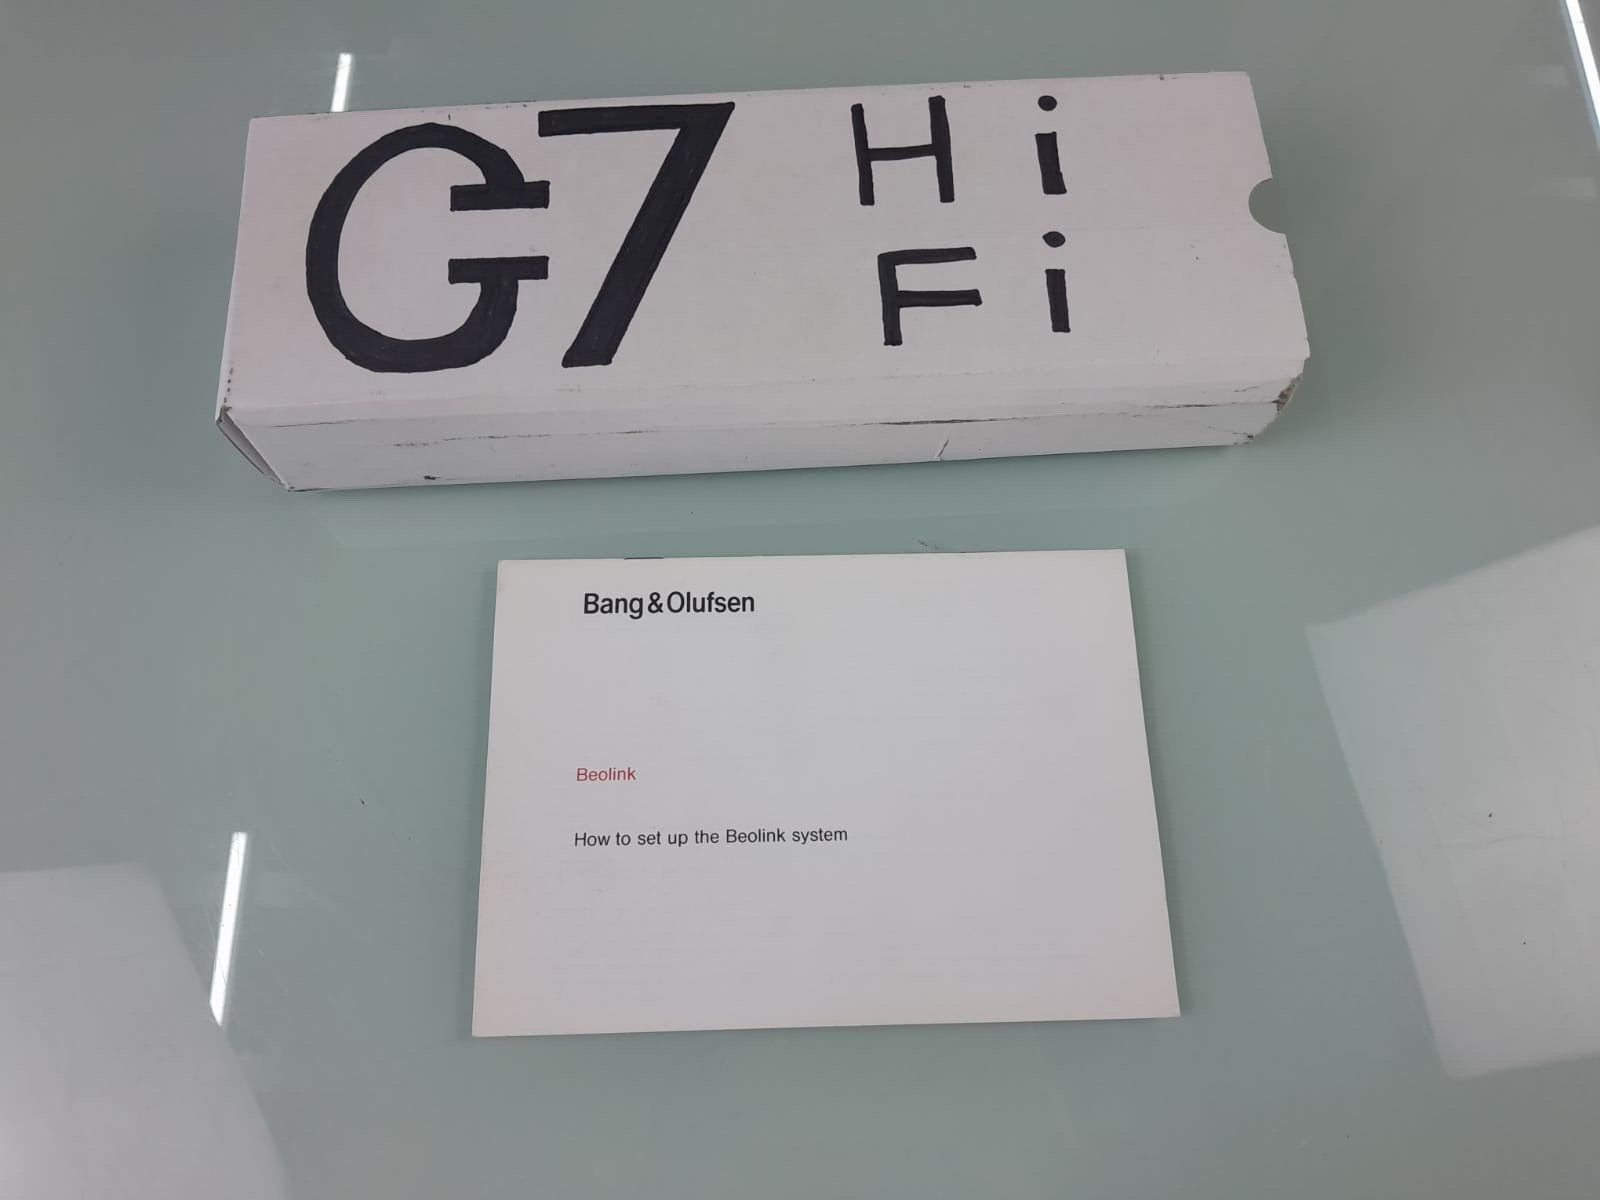 G7
Hi
Fi
Bang & Olufsen
Beolink
How to set up the Beolink system